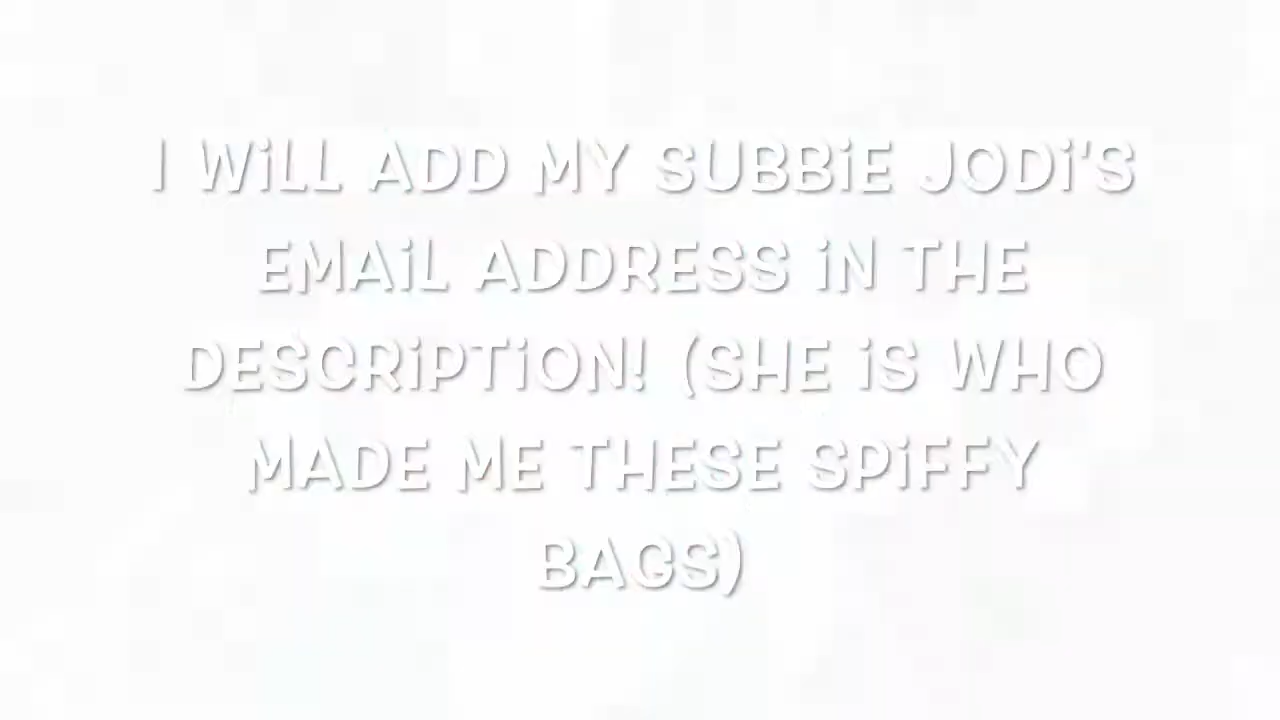 I WiLL ADD MY SUBBiE JODi'S
EMAiL ADDRESS iN THE
DESCRiPTiON! (SHE iS WHO
MADE ME THESE SPiFFY
BAGS)